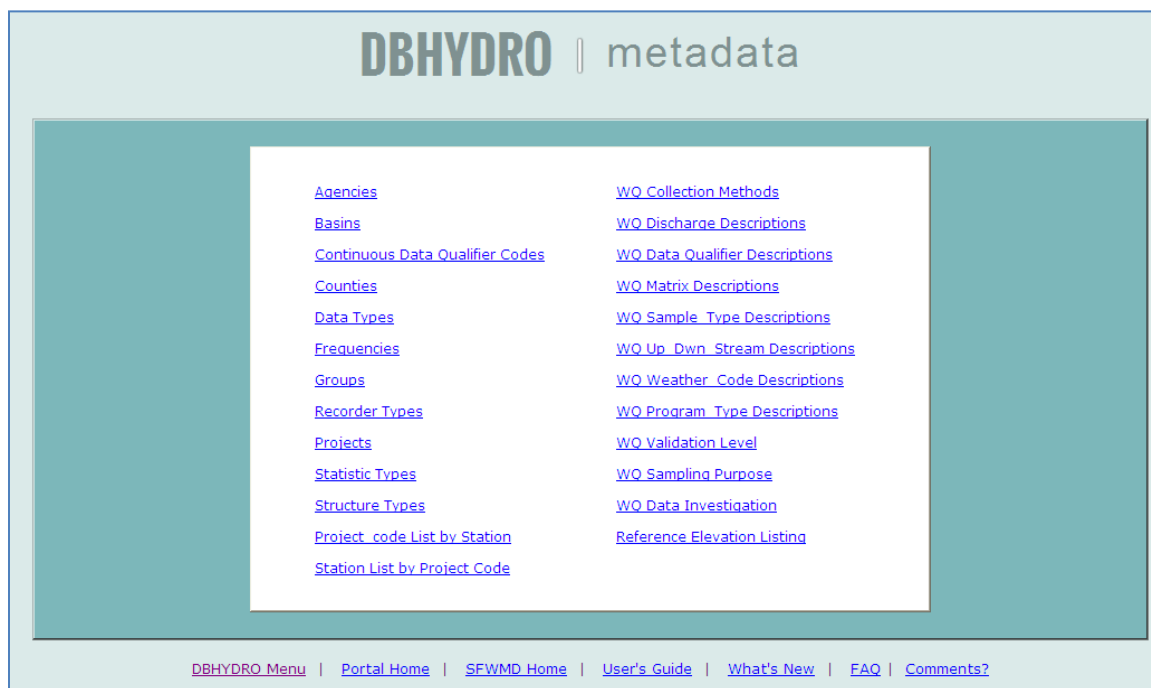 DBHYDRO | metadata
Agencies
Basins
Continuous Data Qualifier Codes
Counties
Data Types
Frequencies
Groups
Recorder Types
Projects
Statistic Types
Structure Types
Project_code List by Station
Station List by Project Code
WQ Collection Methods
WQ Discharge Descriptions
WQ Data Qualifier Descriptions
WQ Matrix Descriptions
WQ Sample_Type Descriptions
WQ Up_Dwn_Stream Descriptions
WQ Weather_Code Descriptions
WQ Program_Type Descriptions
WQ Validation Level
WQ Sampling Purpose
WQ Data Investigation
Reference Elevation Listing
DBHYDRO Menu | Portal Home | SFWMD Home | User's Guide | What's New | FAQ | Comments?